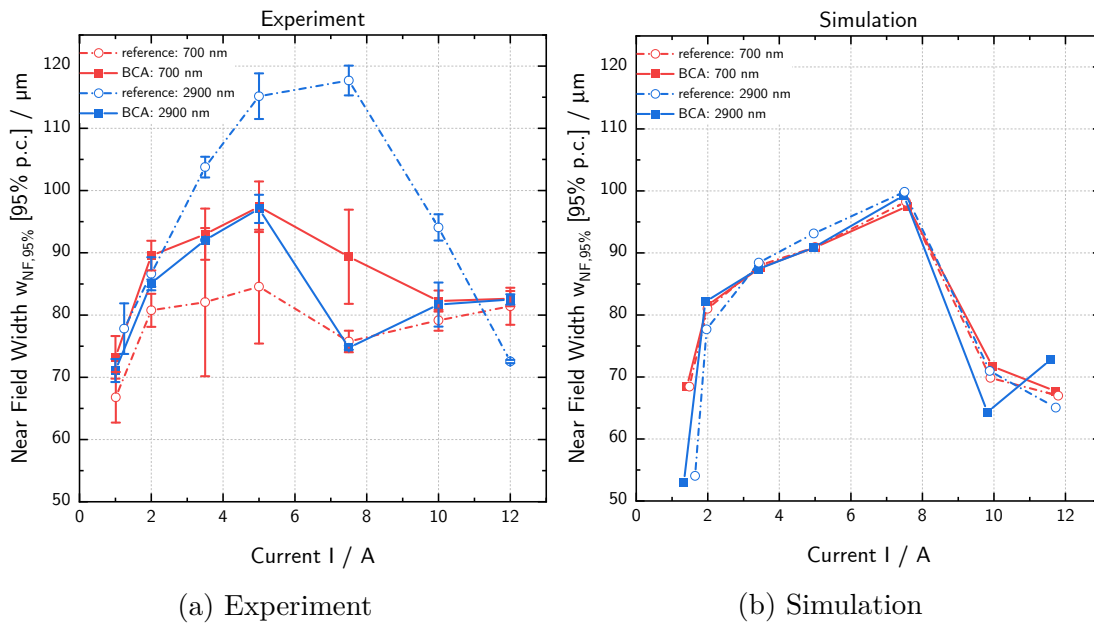 Experiment
reference: 700 nm
BCA: 700 nm
reference: 2900 nm
BCA: 2900 nm
120
110
100
90
80
70
60
50
0 2 4 6 8 10 12
Near Field Width w_NF,95% [95% p.c.] / µm
Current I / A
(a) Experiment
Simulation
reference: 700 nm
BCA: 700 nm
reference: 2900 nm
BCA: 2900 nm
120
110
100
90
80
70
60
50
0 2 4 6 8 10 12
Near Field Width w_NF,95% [95% p.c.] / µm
Current I / A
(b) Simulation